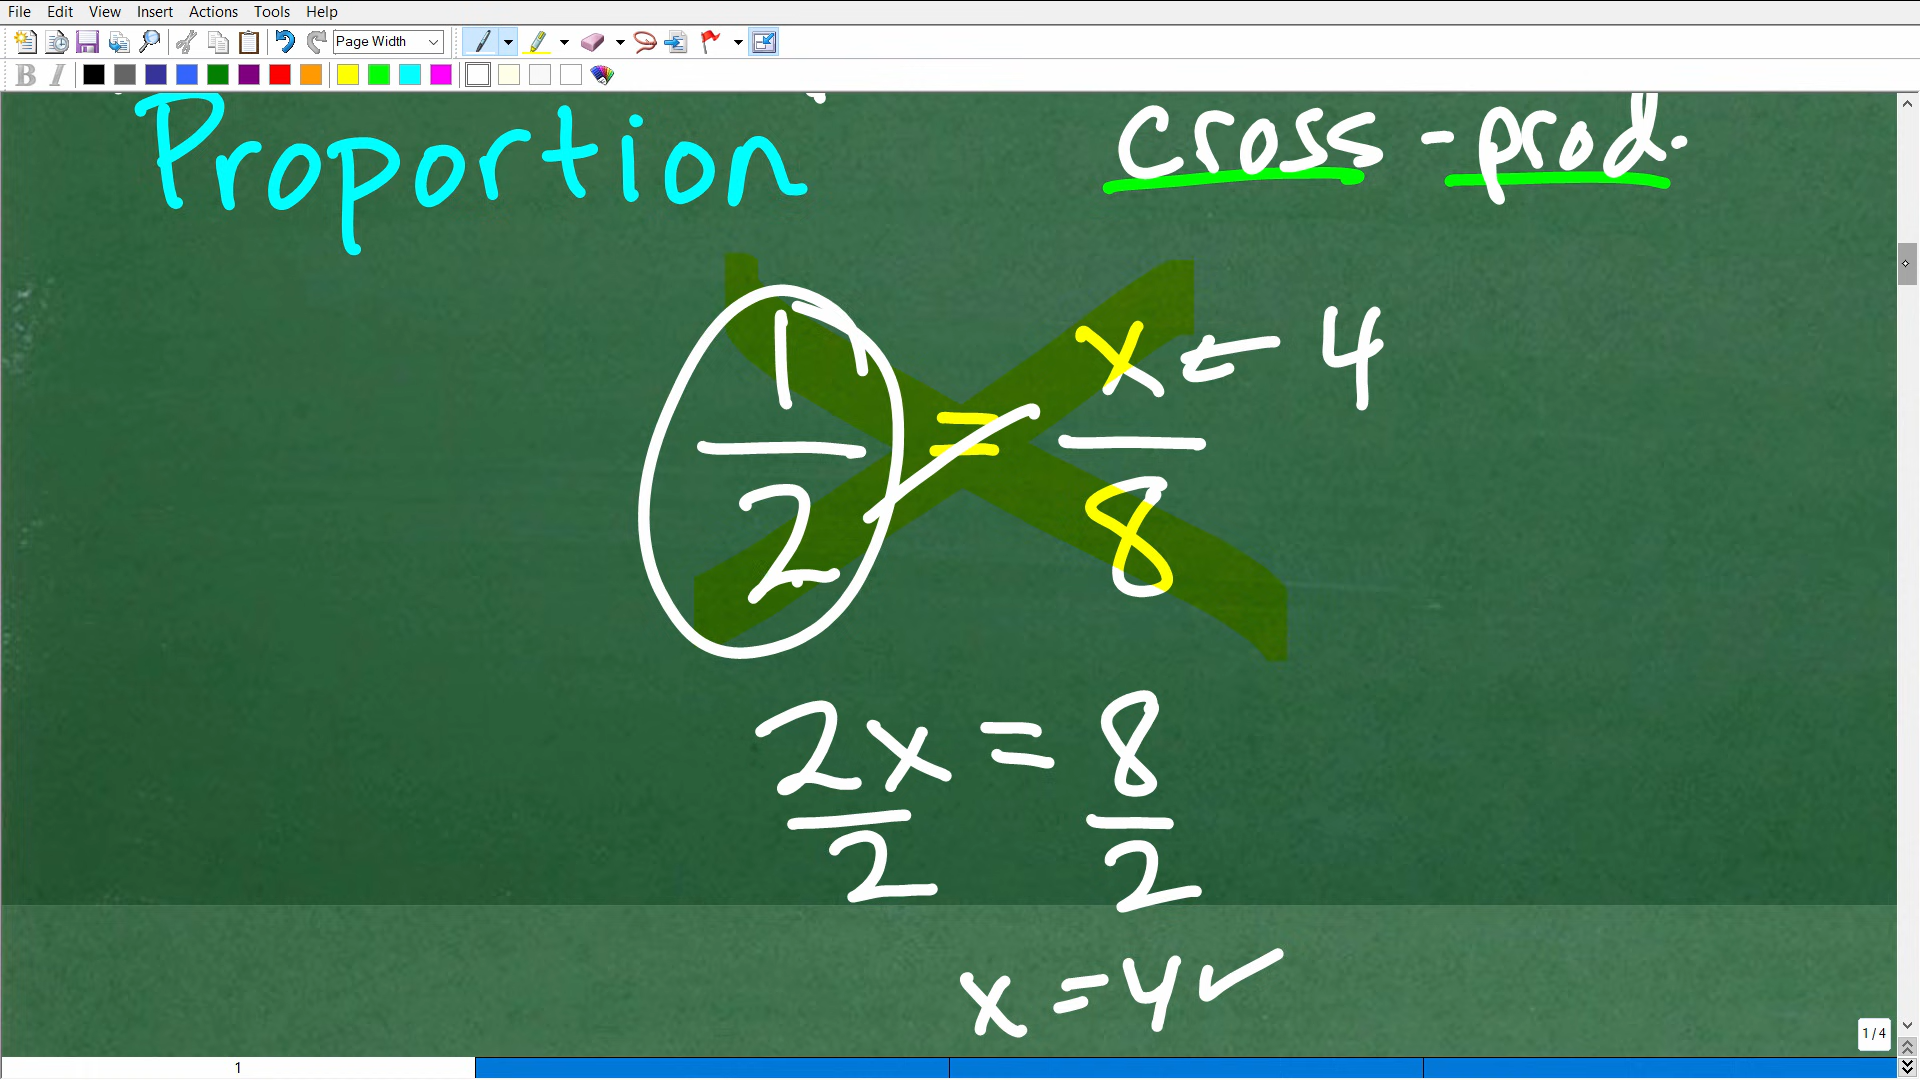 File Edit View Insert Actions Tools Help
Page Width
B I
Proportion cross-prod.
1/2 = x/8 ← 4
2x = 8
2 2
x = 4 ✓
1 / 4
1